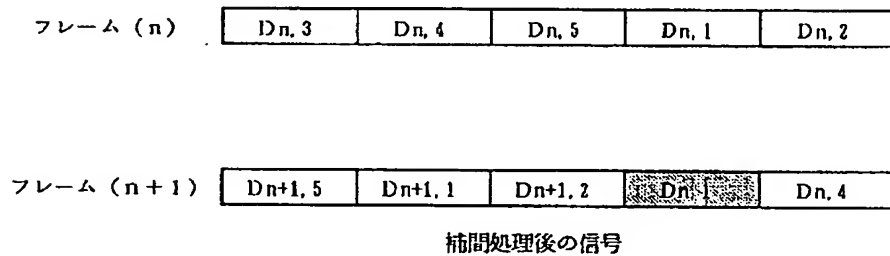 フレーム (n) Dn, 3 Dn, 4 Dn, 5 Dn, 1 Dn, 2
フレーム (n+1) Dn+1, 5 Dn+1, 1 Dn+1, 2 Dn, 1 Dn, 4
補間処理後の信号